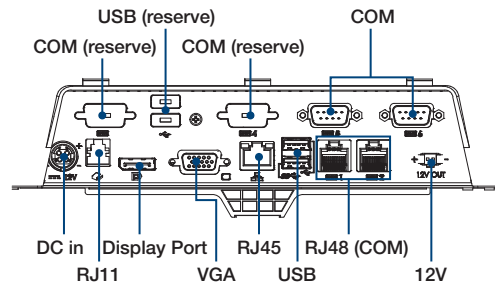 USB (reserve)
COM
COM (reserve)
COM (reserve)
12V OUT
DC in
Display Port
RJ45
RJ48 (COM)
RJ11
VGA
USB
12V